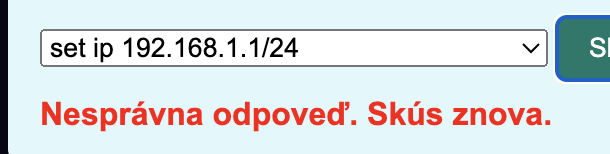 set ip 192.168.1.1/24
Nesprávna odpoveď. Skús znova.